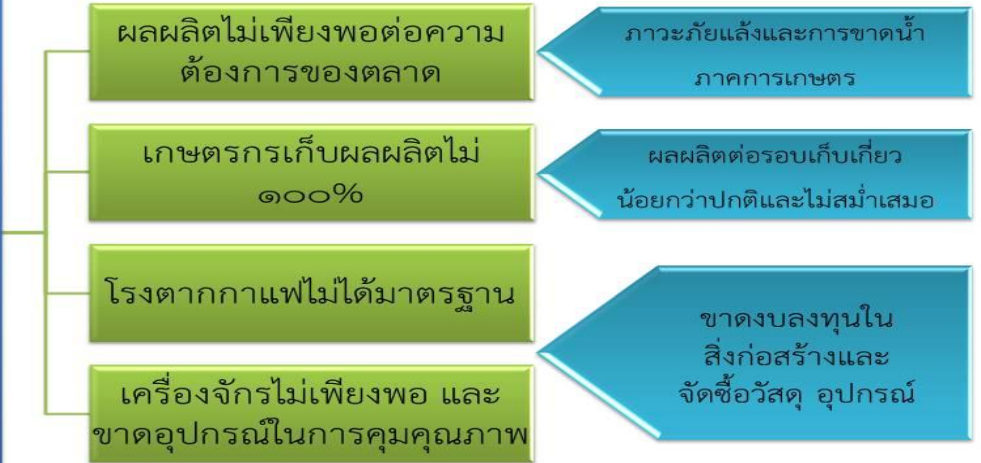 ผลผลิตไม่เพียงพอต่อความ
ต้องการของตลาด
ภาวะภัยแล้งและการขาดน้ำ
ภาคการเกษตร
เกษตรกรเก็บผลผลิตไม่
๑๐๐%
ผลผลิตต่อรอบเก็บเกี่ยว
น้อยกว่าปกติและไม่สม่ำเสมอ
โรงตากกาแฟไม่ได้มาตรฐาน
เครื่องจักรไม่เพียงพอ และ
ขาดอุปกรณ์ในการคุมคุณภาพ
ขาดงบลงทุนใน
สิ่งก่อสร้างและ
จัดซื้อวัสดุ อุปกรณ์